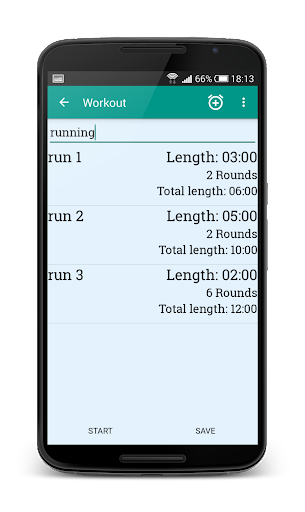 66% 18:13
Workout
running
run 1 Length: 03:00
2 Rounds
Total length: 06:00
run 2 Length: 05:00
2 Rounds
Total length: 10:00
run 3 Length: 02:00
6 Rounds
Total length: 12:00
START SAVE